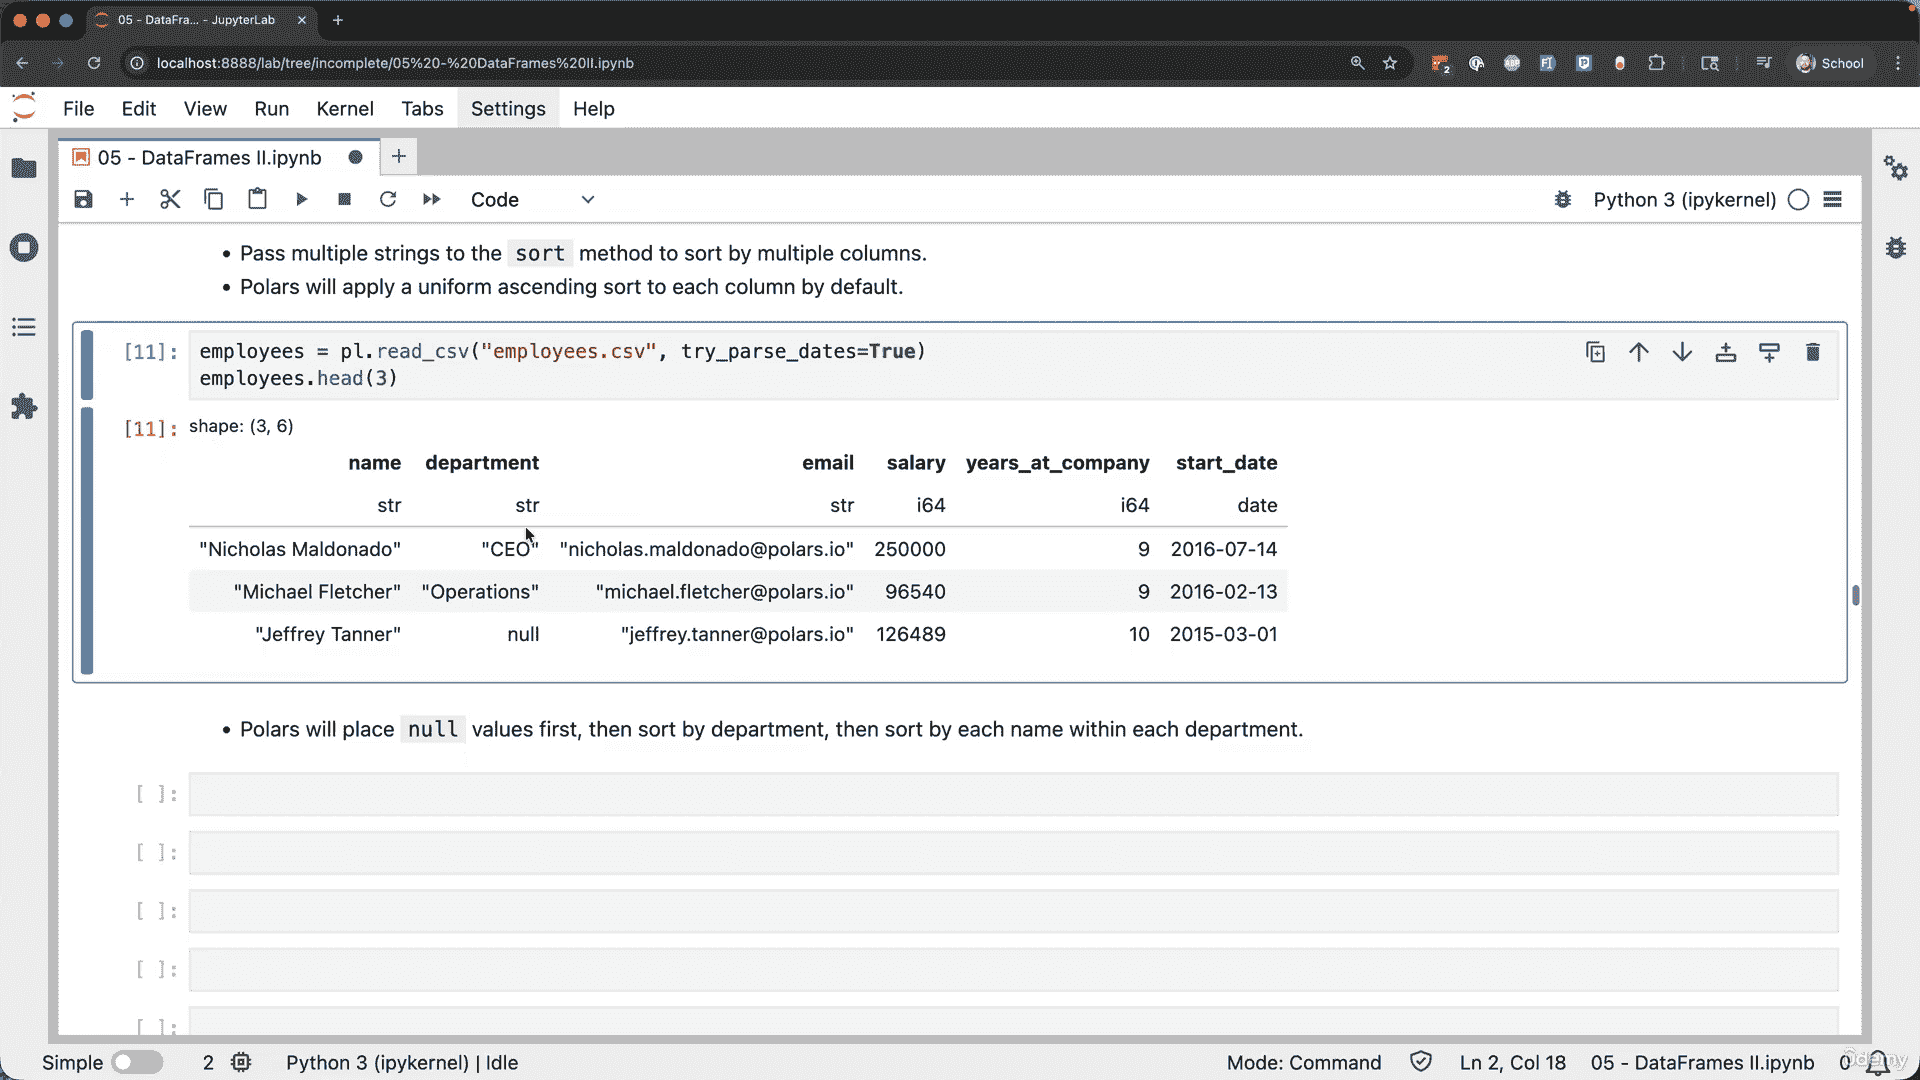 05 - DataFra... - JupyterLab
localhost:8888/lab/tree/incomplete/05%20-%20DataFrames%20II.ipynb
2
School
File Edit View Run Kernel Tabs Settings Help
05 - DataFrames II.ipynb
Code
Python 3 (ipykernel)
• Pass multiple strings to the sort method to sort by multiple columns.
• Polars will apply a uniform ascending sort to each column by default.
[11]: employees = pl.read_csv("employees.csv", try_parse_dates=True)
employees.head(3)
[11]: shape: (3, 6)
name department email salary years_at_company start_date
str str str i64 i64 date
"Nicholas Maldonado" "CEO" "nicholas.maldonado@polars.io" 250000 9 2016-07-14
"Michael Fletcher" "Operations" "michael.fletcher@polars.io" 96540 9 2016-02-13
"Jeffrey Tanner" null "jeffrey.tanner@polars.io" 126489 10 2015-03-01
• Polars will place null values first, then sort by department, then sort by each name within each department.
[ ]:
[ ]:
[ ]:
[ ]:
[ ]:
Simple 2 Python 3 (ipykernel) | Idle Mode: Command Ln 2, Col 18 05 - DataFrames II.ipynb 0
udemy